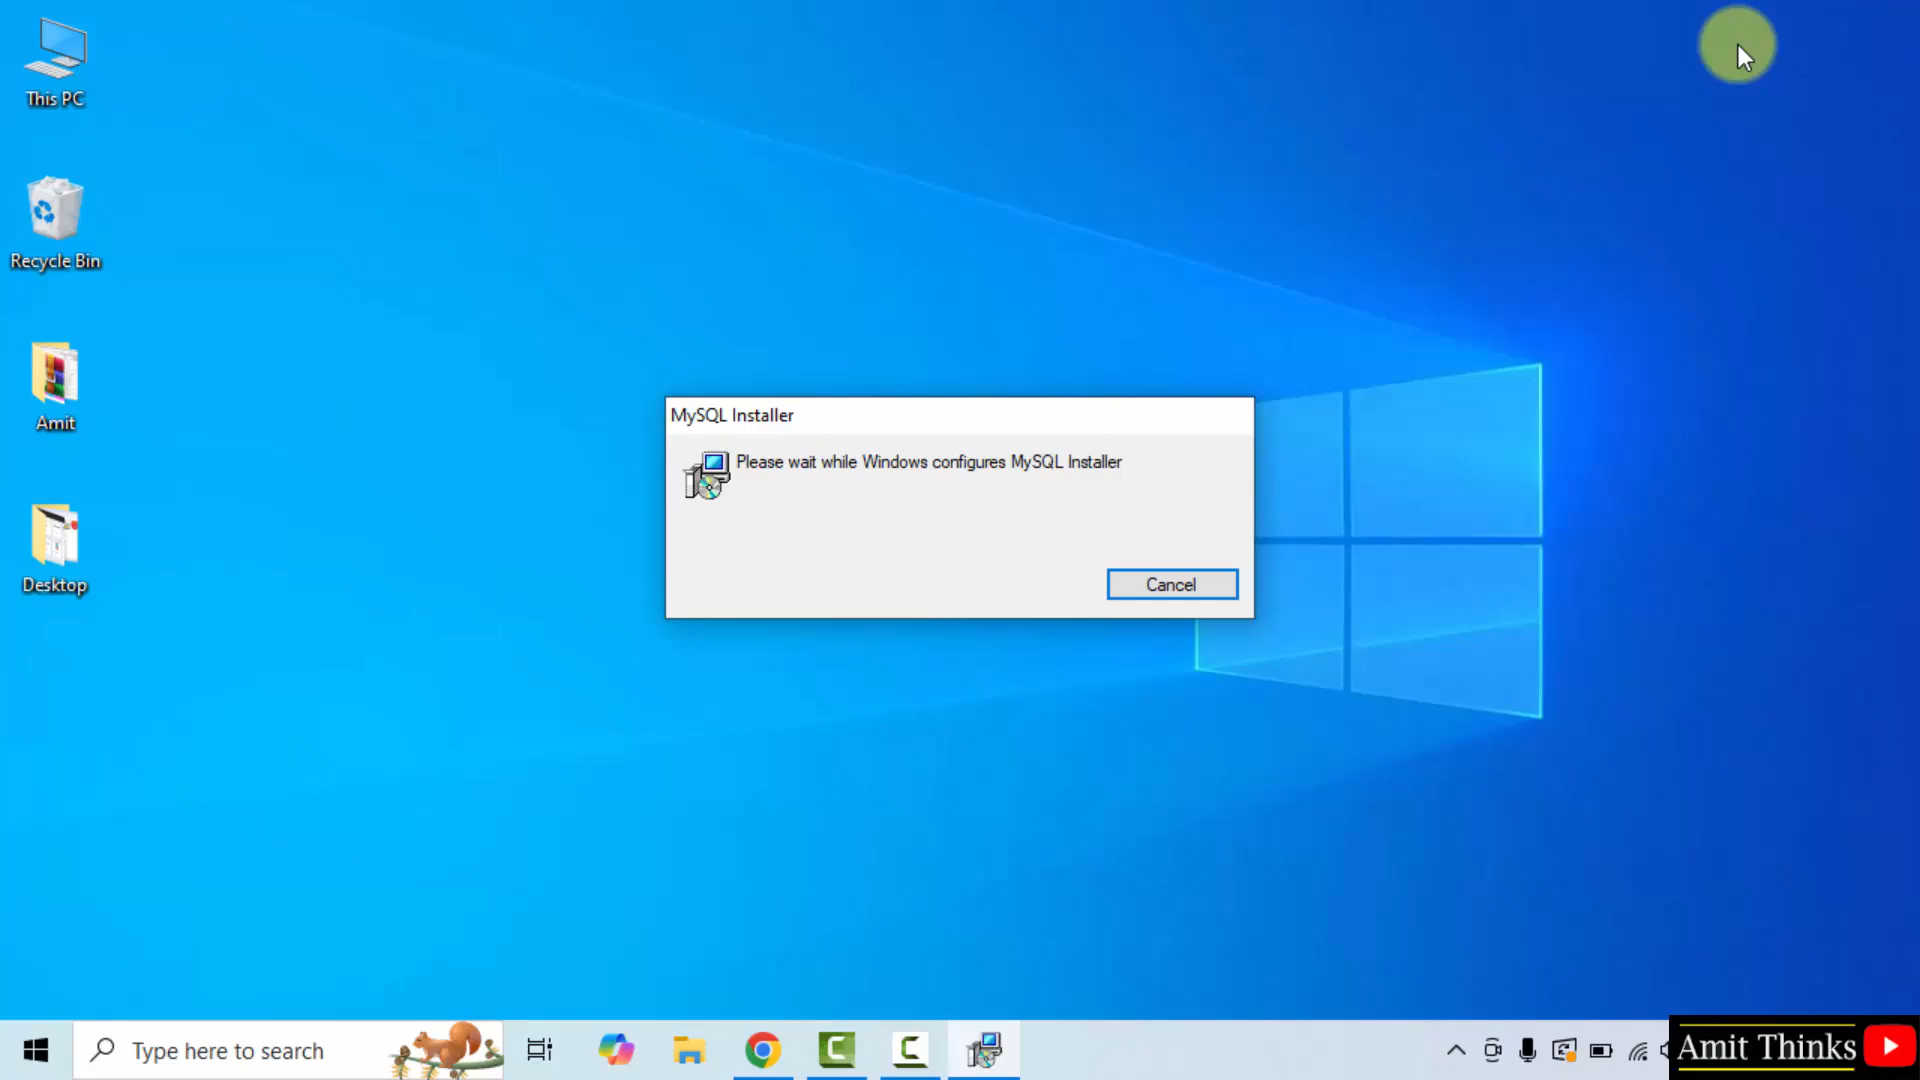 This PC
Recycle Bin
Amit
Desktop
MySQL Installer
Please wait while Windows configures MySQL Installer
Cancel
Type here to search
Amit Thinks